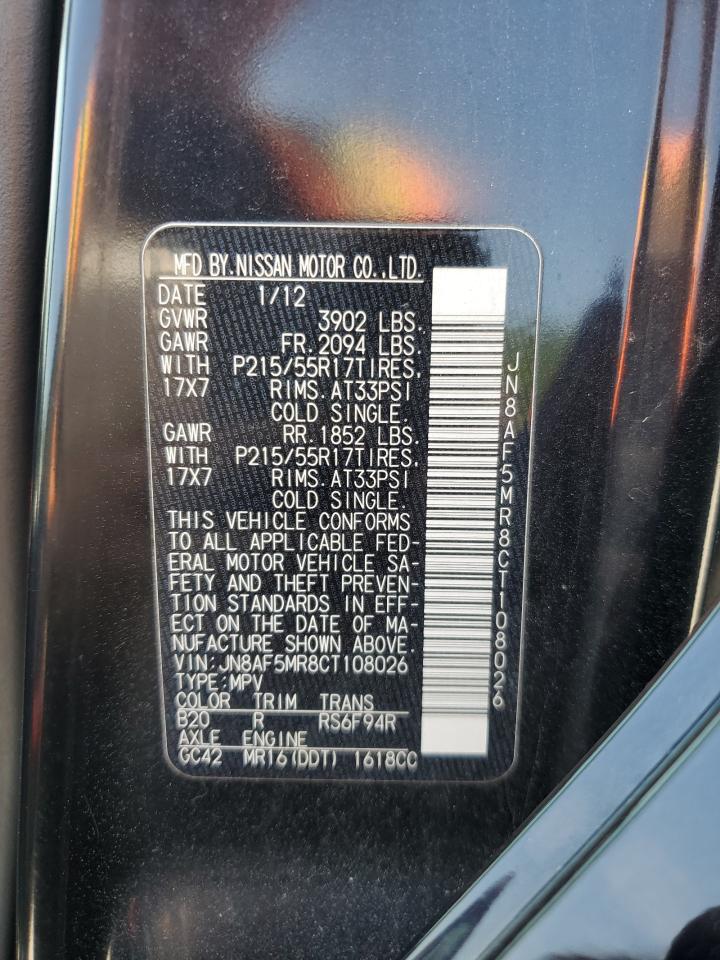 MFD BY.NISSAN MOTOR CO.,LTD.
DATE 1/12
GVWR 3902 LBS.
GAWR FR.2094 LBS.
WITH P215/55R17TIRES,
17X7 RIMS.AT33PSI
COLD SINGLE.
GAWR RR.1852 LBS.
WITH P215/55R17TIRES,
17X7 RIMS.AT33PSI
COLD SINGLE.
THIS VEHICLE CONFORMS
TO ALL APPLICABLE FED-
ERAL MOTOR VEHICLE SA-
FETY AND THEFT PREVEN-
TION STANDARDS IN EFF-
ECT ON THE DATE OF MA-
NUFACTURE SHOWN ABOVE.
VIN:JN8AF5MR8CT108026
TYPE:MPV
COLOR TRIM TRANS
B20 R RS6F94R
AXLE ENGINE
GC42 MR16(DDT) 1618CC
JN8AF5MR8CT108026